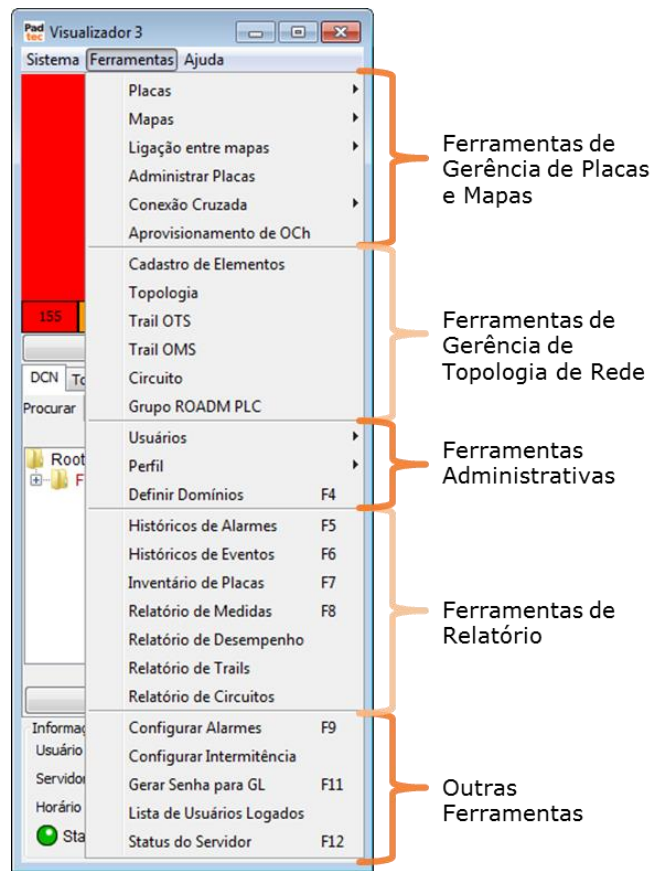 Pad
tec
Visualizador 3
Sistema Ferramentas Ajuda
Placas
Mapas
Ligação entre mapas
Administrar Placas
Conexão Cruzada
Aprovisionamento de OCh
Ferramentas de
Gerência de Placas
e Mapas
Cadastro de Elementos
Topologia
Trail OTS
Trail OMS
Circuito
Grupo ROADM PLC
Ferramentas de
Gerência de
Topologia de Rede
155
DCN
Procurar
Root
F
Usuários
Perfil
Definir Domínios F4
Ferramentas
Administrativas
Históricos de Alarmes F5
Históricos de Eventos F6
Inventário de Placas F7
Relatório de Medidas F8
Relatório de Desempenho
Relatório de Trails
Relatório de Circuitos
Ferramentas de
Relatório
Configurar Alarmes F9
Configurar Intermitência
Gerar Senha para GL F11
Lista de Usuários Logados
Status do Servidor F12
Outras
Ferramentas
Usuário
Horário